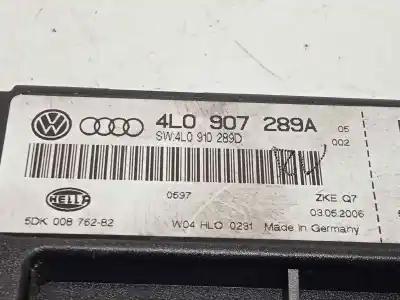 4L0 907 289A 05
SW:4L0 910 289D 002
0597 ZKE Q7
HELLA 03.05.2006
5DK 008 762-82 W04 HLO 0231 Made in Germany